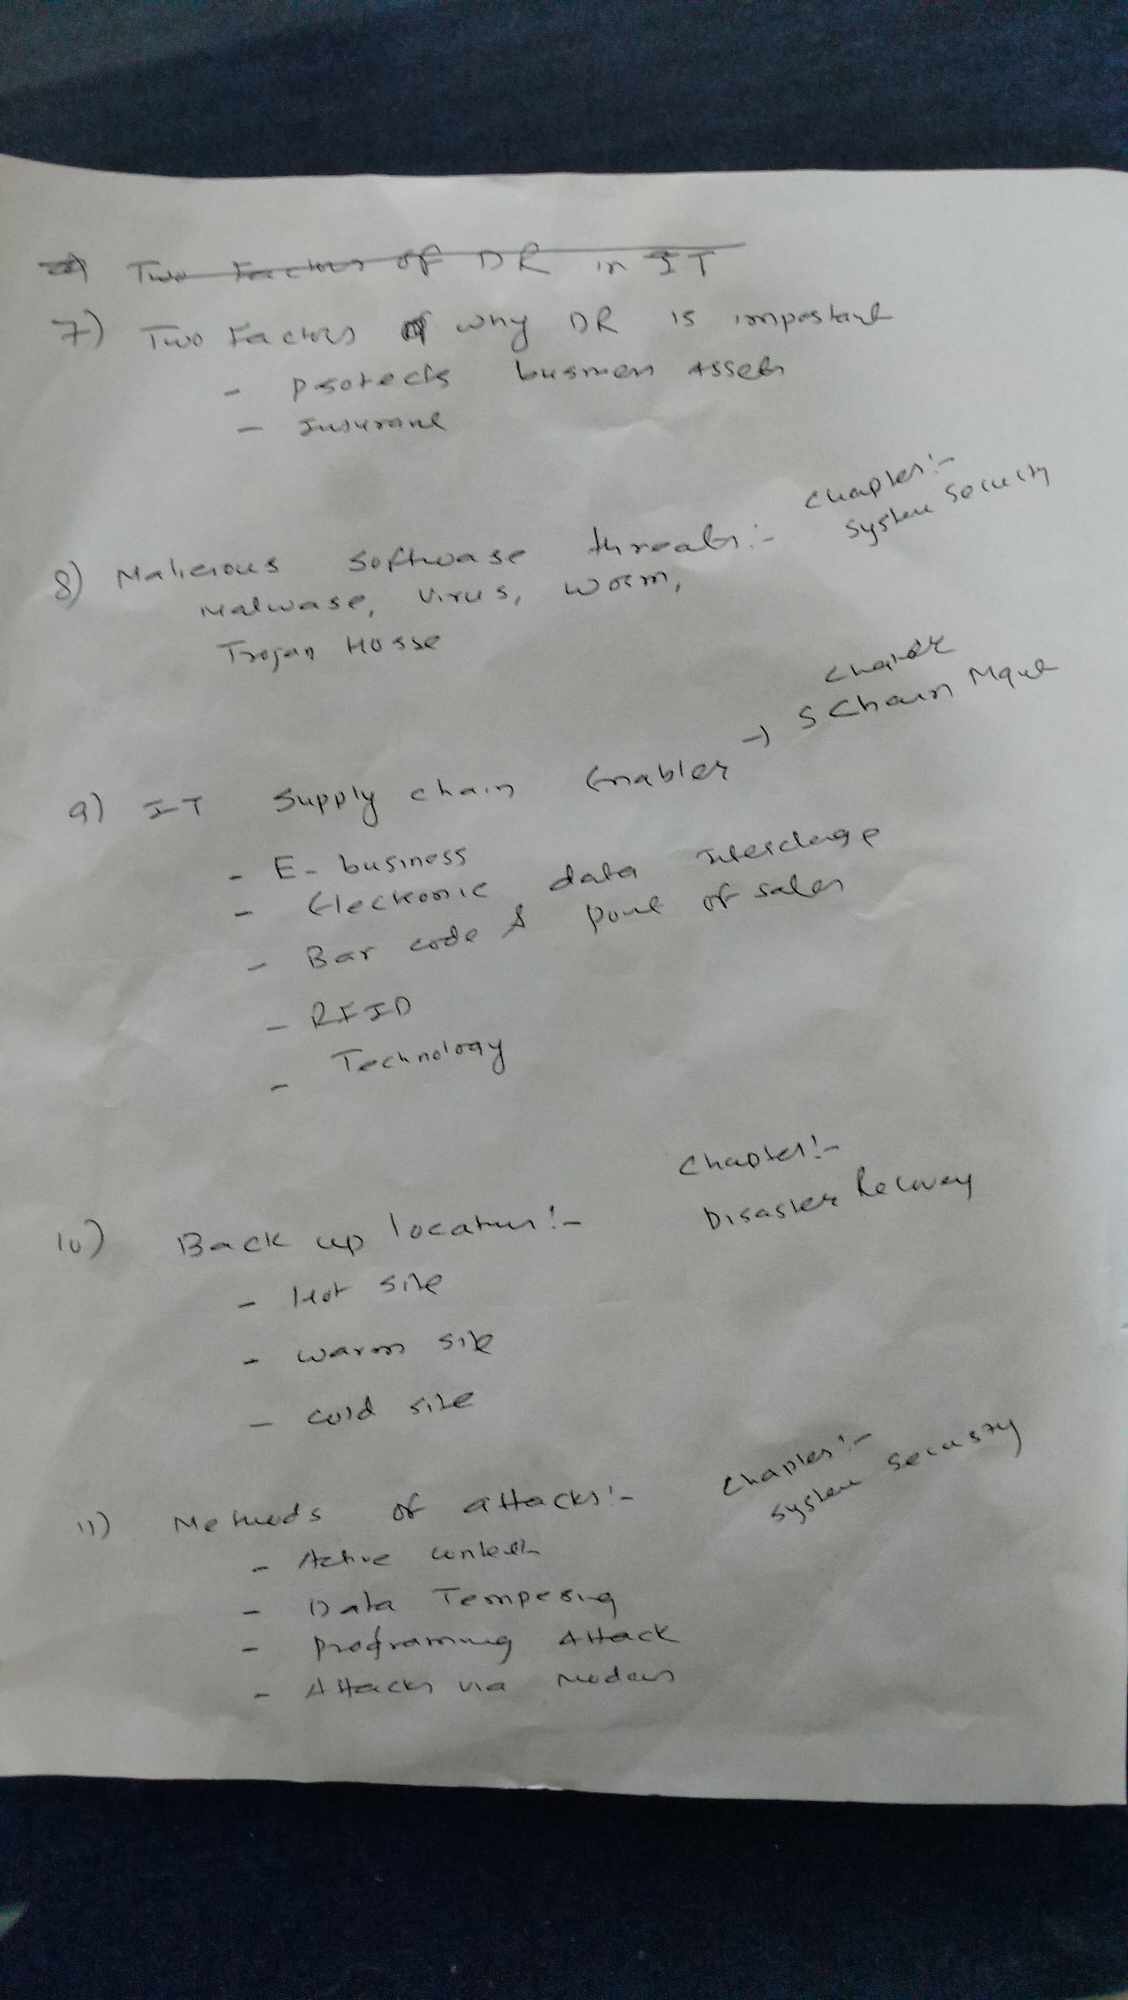 Two Factors of DR in IT
7) Two Factors of why DR is important
- protects business Assets
- Insurance
Chapter:-
System Security
8) Malicious Software threats:-
Malware, Virus, Worm,
Trojan Horse
Chapter
S Chain Mgmt
9) IT Supply chain Enabler →
- E-business
- Electronic data Interchange
- Bar code & Point of sales
- RFID
- Technology
Chapter:-
Disaster Recovery
10) Back up location:-
- Hot site
- Warm site
- Cold site
Chapter:-
System Security
11) Methods of attacks:-
- Active
- Data Tempering
- Programming Attack
- Attacks via modem